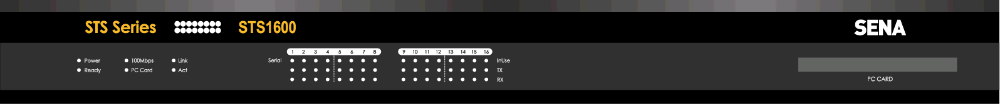 STS Series STS1600 SENA
1 2 3 4 5 6 7 8 9 10 11 12 13 14 15 16
Power 100Mbps Link Serial InUse
Ready PC Card Act TX
RX
PC CARD